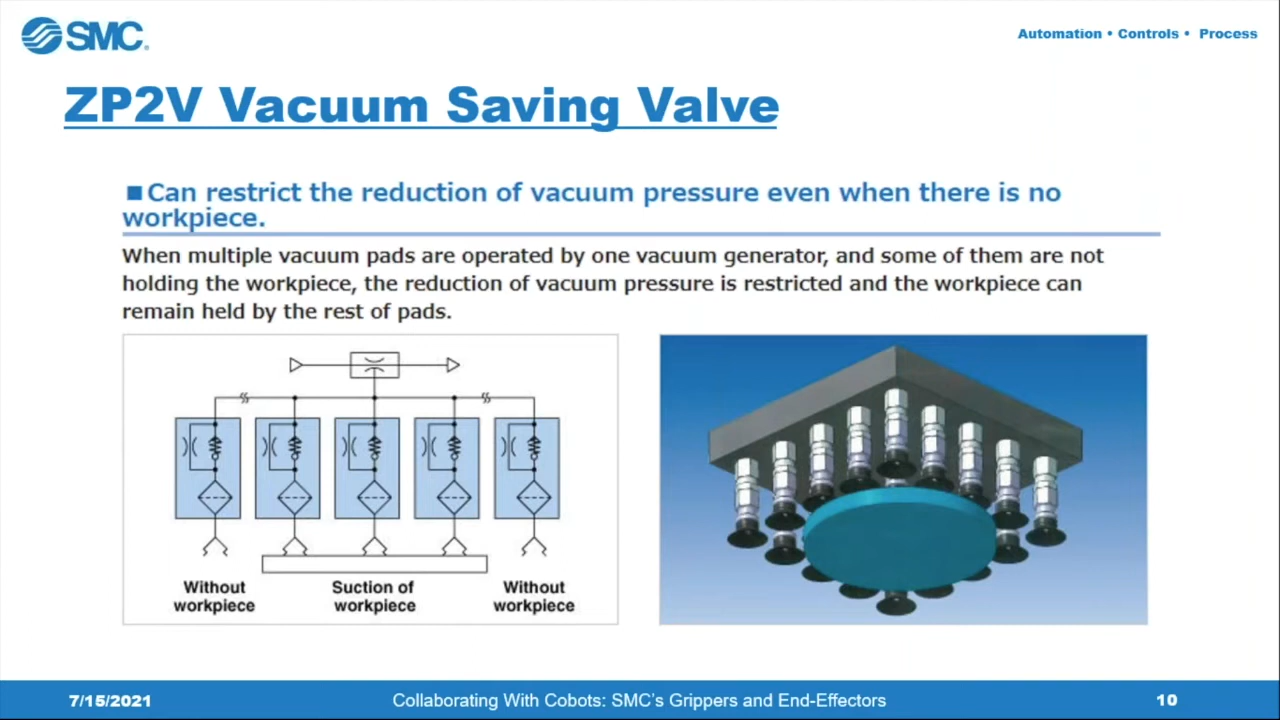 SMC
Automation • Controls • Process
ZP2V Vacuum Saving Valve
■Can restrict the reduction of vacuum pressure even when there is no
workpiece.
When multiple vacuum pads are operated by one vacuum generator, and some of them are not
holding the workpiece, the reduction of vacuum pressure is restricted and the workpiece can
remain held by the rest of pads.
Without
workpiece
Suction of
workpiece
Without
workpiece
7/15/2021
Collaborating With Cobots: SMC's Grippers and End-Effectors
10